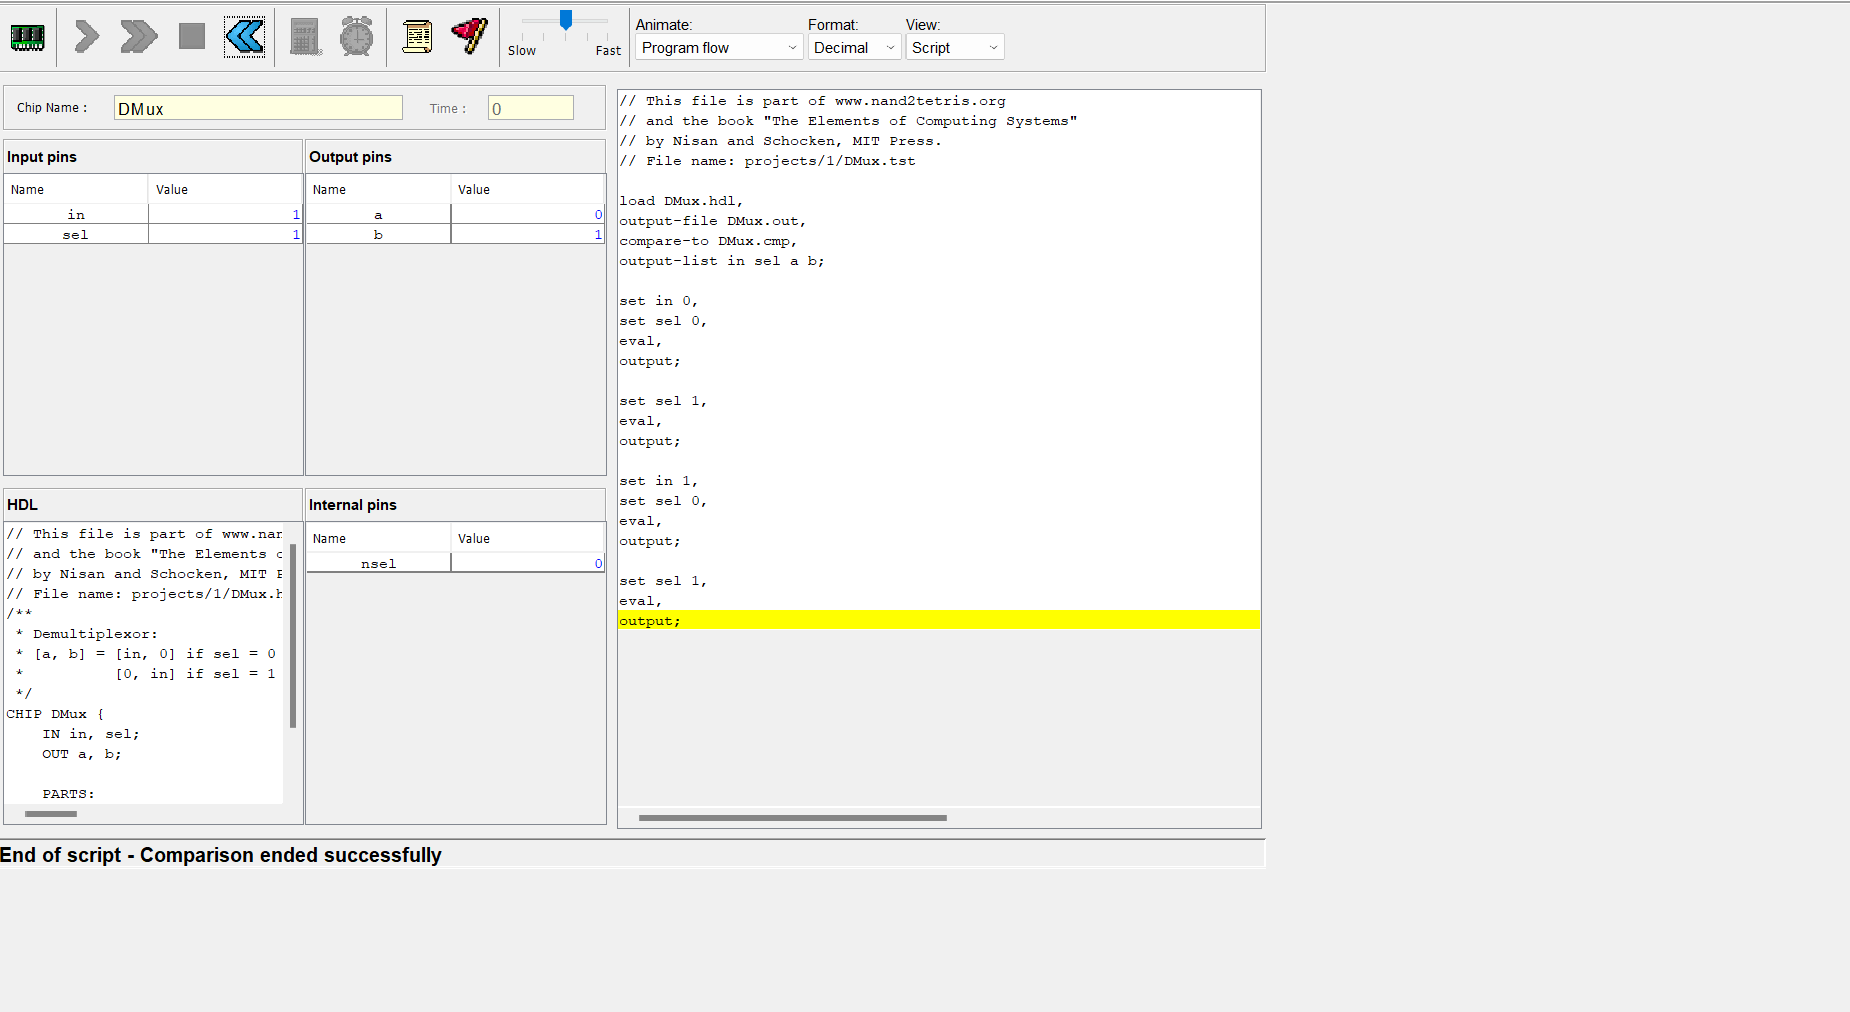 Slow
Fast
Animate:
Program flow
Format:
Decimal
View:
Script
Chip Name :
DMux
Time :
0
Input pins
Name Value
in 1
sel 1
Output pins
Name Value
a 0
b 1
HDL
// This file is part of www.nan
// and the book "The Elements o
// by Nisan and Schocken, MIT P
// File name: projects/1/DMux.h
/**
* Demultiplexor:
* [a, b] = [in, 0] if sel = 0
* [0, in] if sel = 1
*/
CHIP DMux {
IN in, sel;
OUT a, b;
PARTS:
Internal pins
Name Value
nsel 0
// This file is part of www.nand2tetris.org
// and the book "The Elements of Computing Systems"
// by Nisan and Schocken, MIT Press.
// File name: projects/1/DMux.tst
load DMux.hdl,
output-file DMux.out,
compare-to DMux.cmp,
output-list in sel a b;
set in 0,
set sel 0,
eval,
output;
set sel 1,
eval,
output;
set in 1,
set sel 0,
eval,
output;
set sel 1,
eval,
output;
End of script - Comparison ended successfully